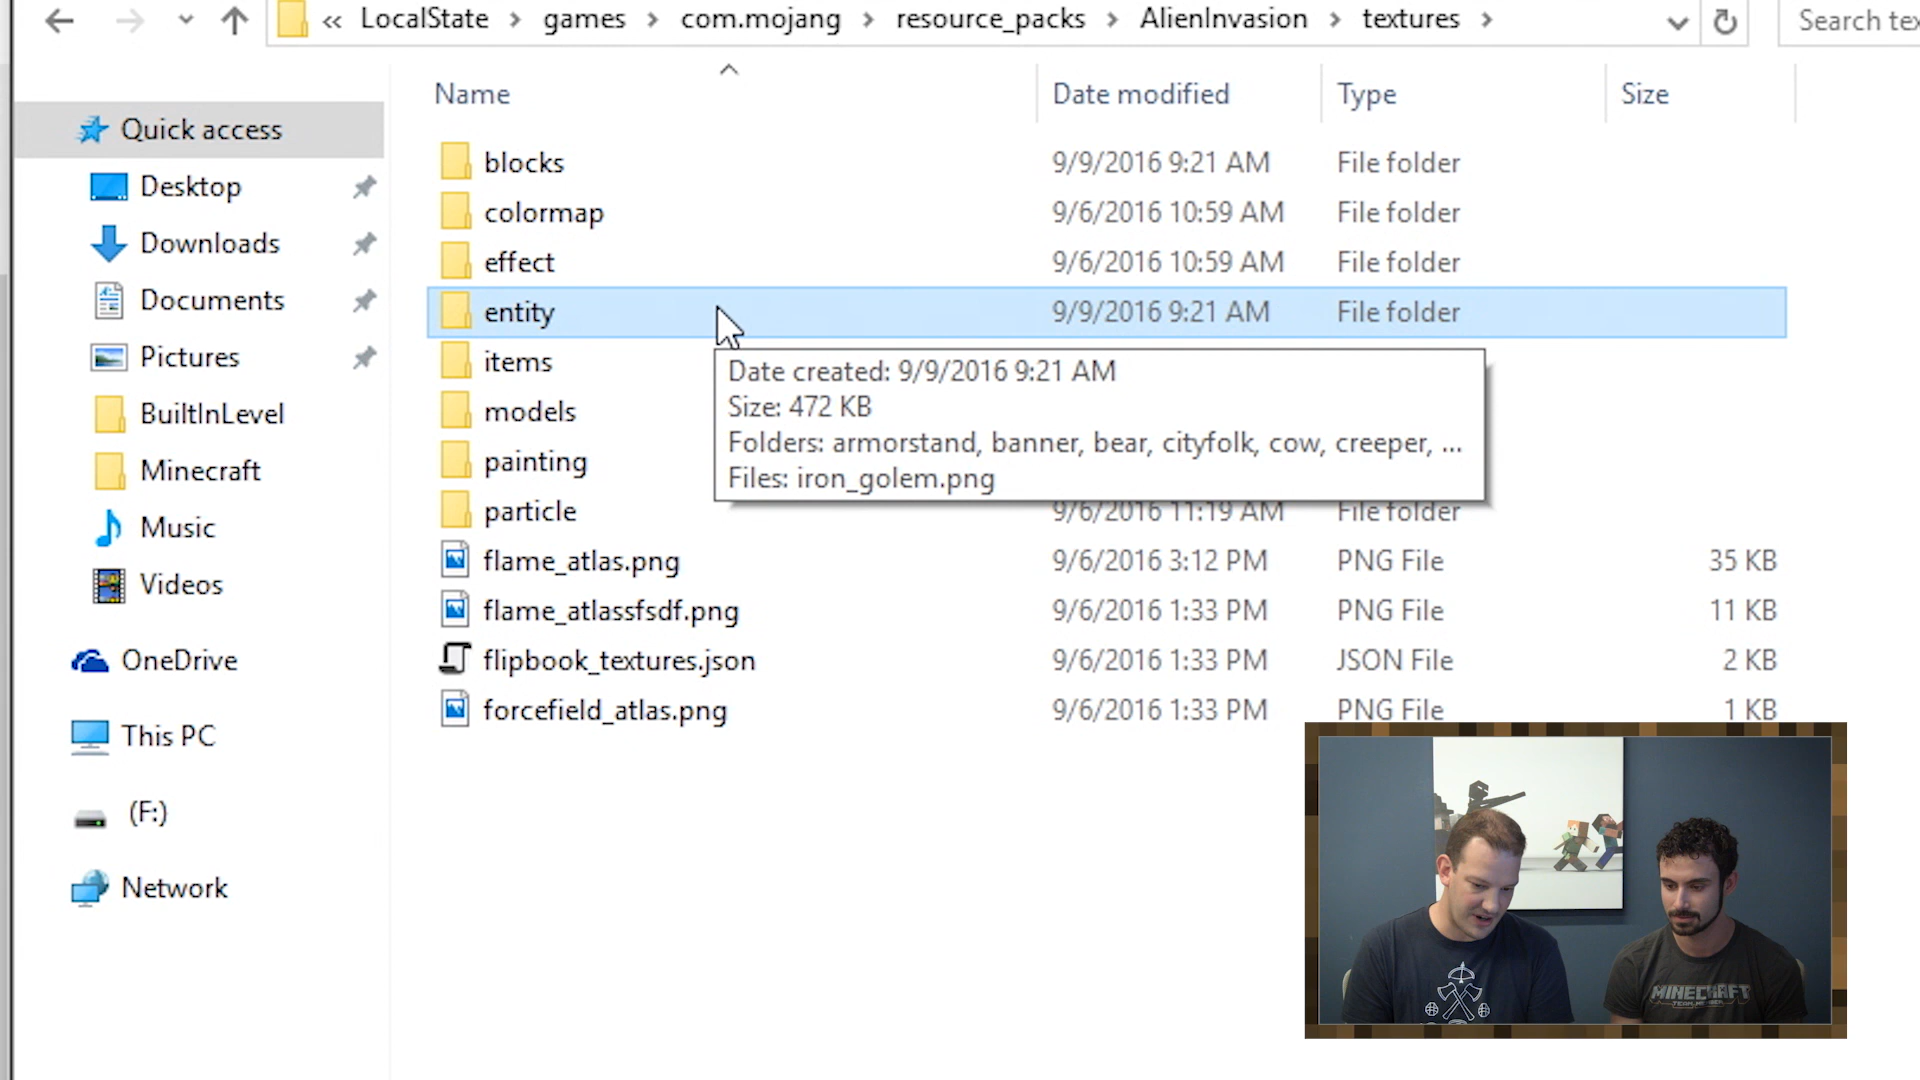 « LocalState > games > com.mojang > resource_packs > AlienInvasion > textures >
Search tex
Name Date modified Type Size
Quick access
Desktop
Downloads
Documents
Pictures
BuiltInLevel
Minecraft
Music
Videos
OneDrive
This PC
(F:)
Network
blocks 9/9/2016 9:21 AM File folder
colormap 9/6/2016 10:59 AM File folder
effect 9/6/2016 10:59 AM File folder
entity 9/9/2016 9:21 AM File folder
items
models
painting
particle 9/6/2016 11:19 AM File folder
flame_atlas.png 9/6/2016 3:12 PM PNG File 35 KB
flame_atlassfsdf.png 9/6/2016 1:33 PM PNG File 11 KB
flipbook_textures.json 9/6/2016 1:33 PM JSON File 2 KB
forcefield_atlas.png 9/6/2016 1:33 PM PNG File 1 KB
Date created: 9/9/2016 9:21 AM
Size: 472 KB
Folders: armorstand, banner, bear, cityfolk, cow, creeper, ...
Files: iron_golem.png
MINECRAFT